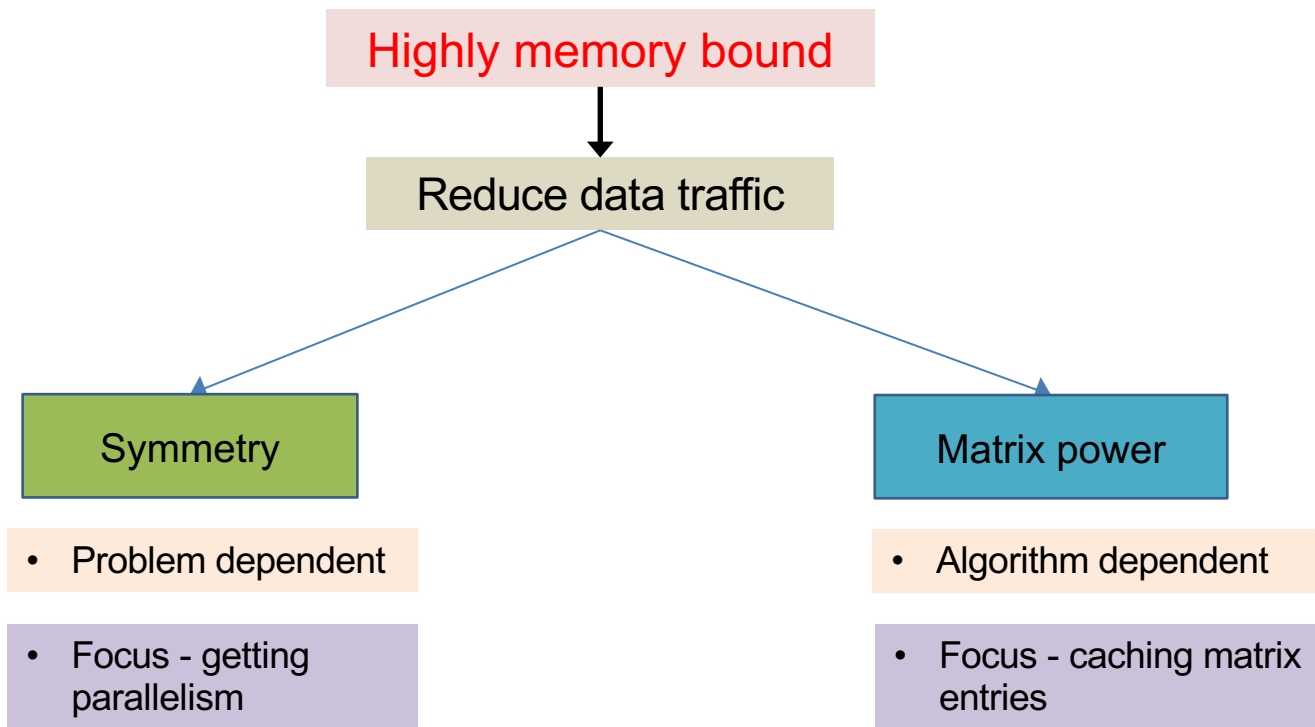 Highly memory bound
Reduce data traffic
Symmetry
Matrix power
• Problem dependent
• Algorithm dependent
• Focus - getting
parallelism
• Focus - caching matrix
entries